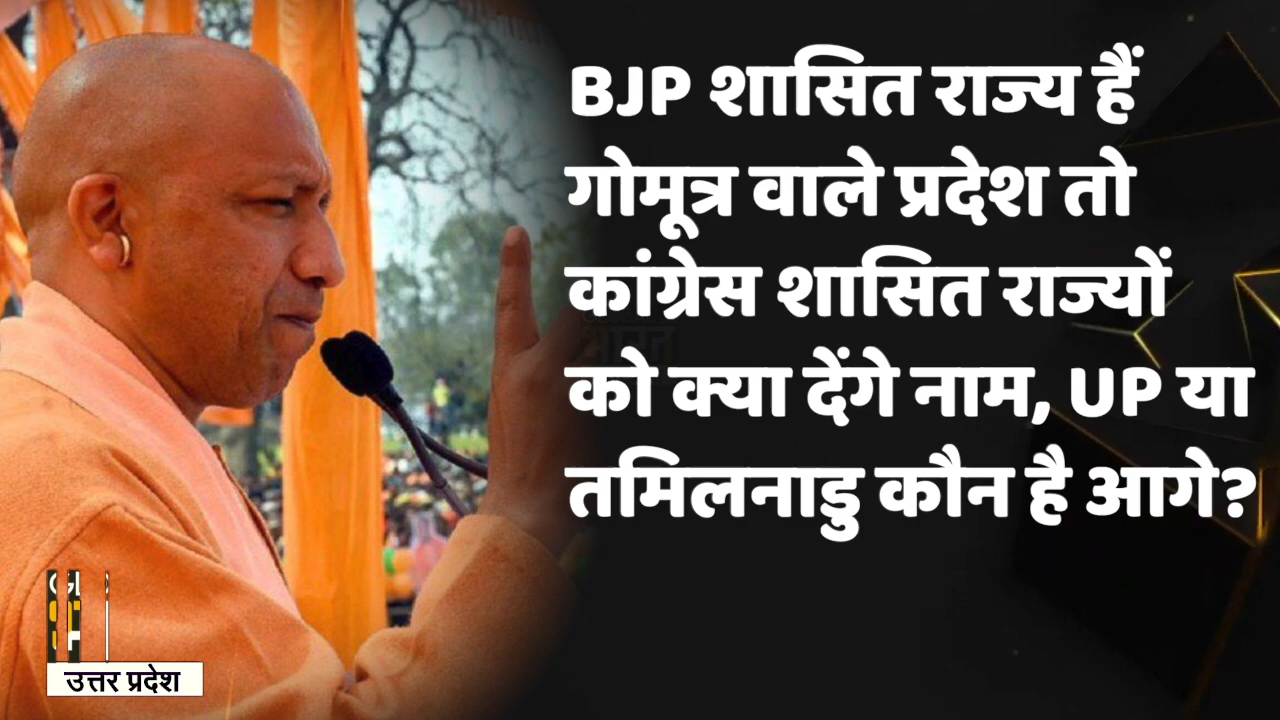 BJP शासित राज्य हैं
गोमूत्र वाले प्रदेश तो
कांग्रेस शासित राज्यों
को क्या देंगे नाम, UP या
तमिलनाडु कौन है आगे?
उत्तर प्रदेश